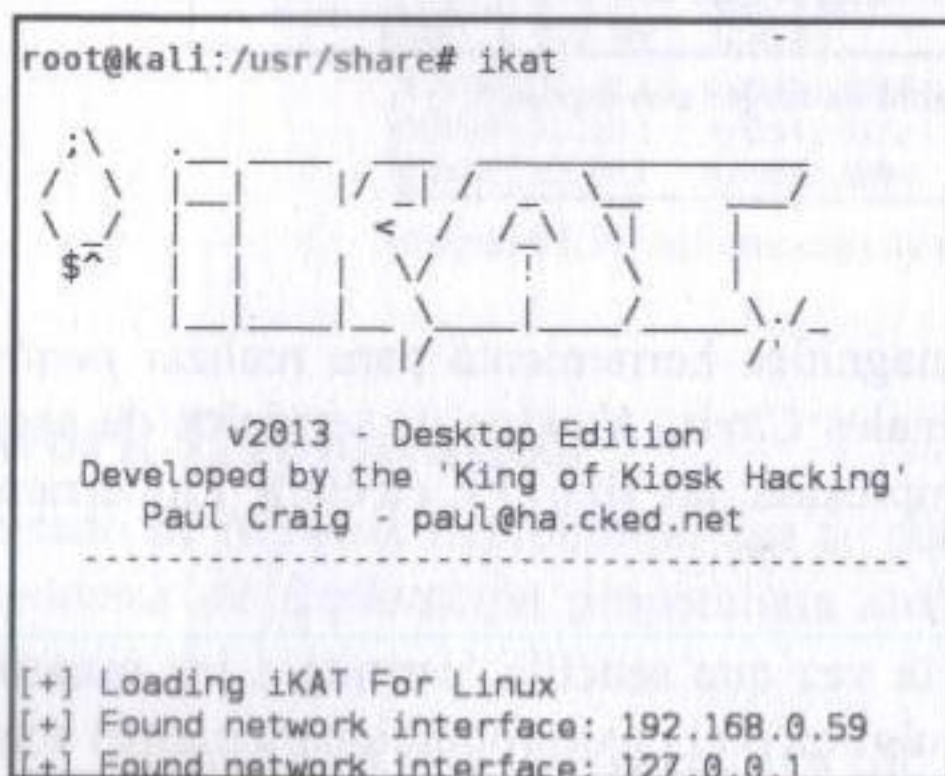 root@kali:/usr/share# ikat
v2013 - Desktop Edition
Developed by the 'King of Kiosk Hacking'
Paul Craig - paul@ha.cked.net
[+] Loading iKAT For Linux
[+] Found network interface: 192.168.0.59
[+] Found network interface: 127.0.0.1